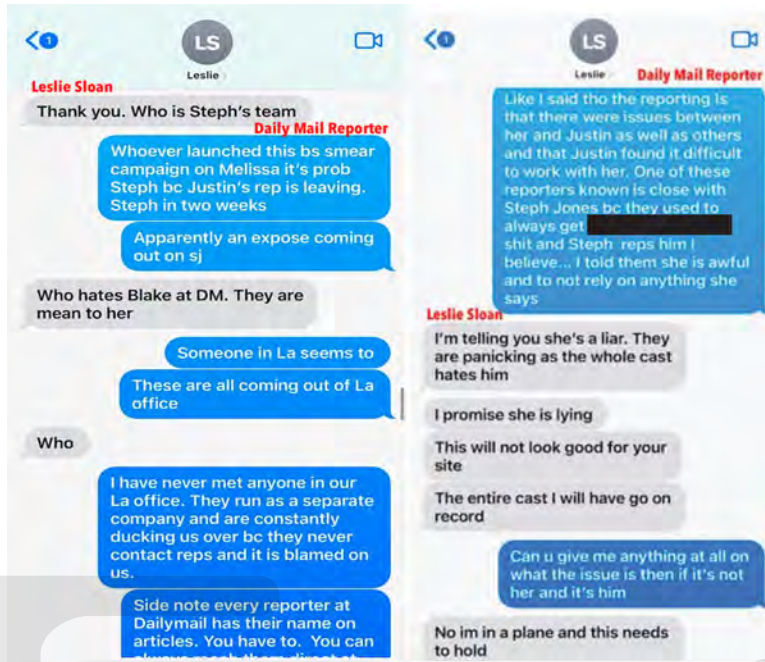 1
LS
Leslie
Leslie Sloan
Thank you. Who is Steph's team
Daily Mail Reporter
Whoever launched this bs smear
campaign on Melissa it's prob
Steph bc Justin's rep is leaving.
Steph in two weeks
Apparently an expose coming
out on sj
Who hates Blake at DM. They are
mean to her
Someone in La seems to
These are all coming out of La
office
Who
I have never met anyone in our
La office. They run as a separate
company and are constantly
ducking us over bc they never
contact reps and it is blamed on
us.
Side note every reporter at
Dailymail has their name on
articles. You have to. You can
1
LS
Leslie
Daily Mail Reporter
Like I said tho the reporting is
that there were issues between
her and Justin as well as others
and that Justin found it difficult
to work with her. One of these
reporters known is close with
Steph Jones bc they used to
always get
shit and Steph reps him I
believe... I told them she is awful
and to not rely on anything she
says
Leslie Sloan
I'm telling you she's a liar. They
are panicking as the whole cast
hates him
I promise she is lying
This will not look good for your
site
The entire cast I will have go on
record
Can u give me anything at all on
what the issue is then if it's not
her and it's him
No im in a plane and this needs
to hold